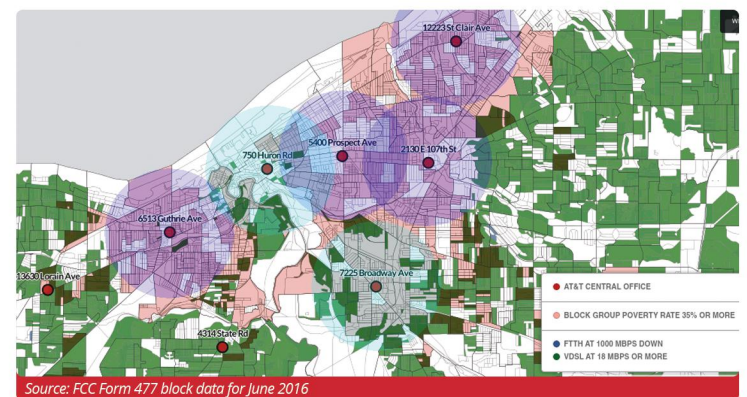 12223 St Clair Ave
5400 Prospect Ave
2130 E 107th St
750 Huron Rd
6513 Guthrie Ave
13630 Lorain Ave
7225 Broadway Ave
4314 State Rd
AT&T CENTRAL OFFICE
BLOCK GROUP POVERTY RATE 35% OR MORE
FTTH AT 1000 MBPS DOWN
VDSL AT 18 MBPS OR MORE
Source: FCC Form 477 block data for June 2016